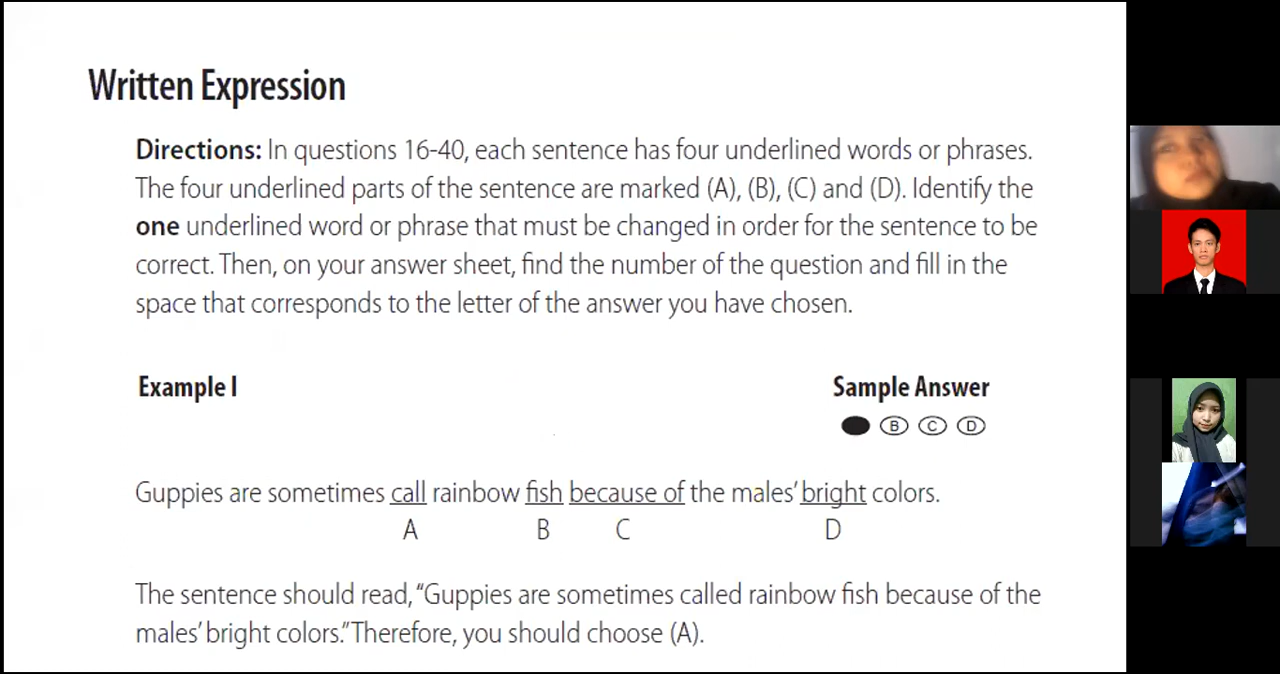 Written Expression
Directions: In questions 16-40, each sentence has four underlined words or phrases.
The four underlined parts of the sentence are marked (A), (B), (C) and (D). Identify the
one underlined word or phrase that must be changed in order for the sentence to be
correct. Then, on your answer sheet, find the number of the question and fill in the
space that corresponds to the letter of the answer you have chosen.
Example I
Sample Answer
B C D
Guppies are sometimes call rainbow fish because of the males' bright colors.
A B C D
The sentence should read, "Guppies are sometimes called rainbow fish because of the
males' bright colors." Therefore, you should choose (A).